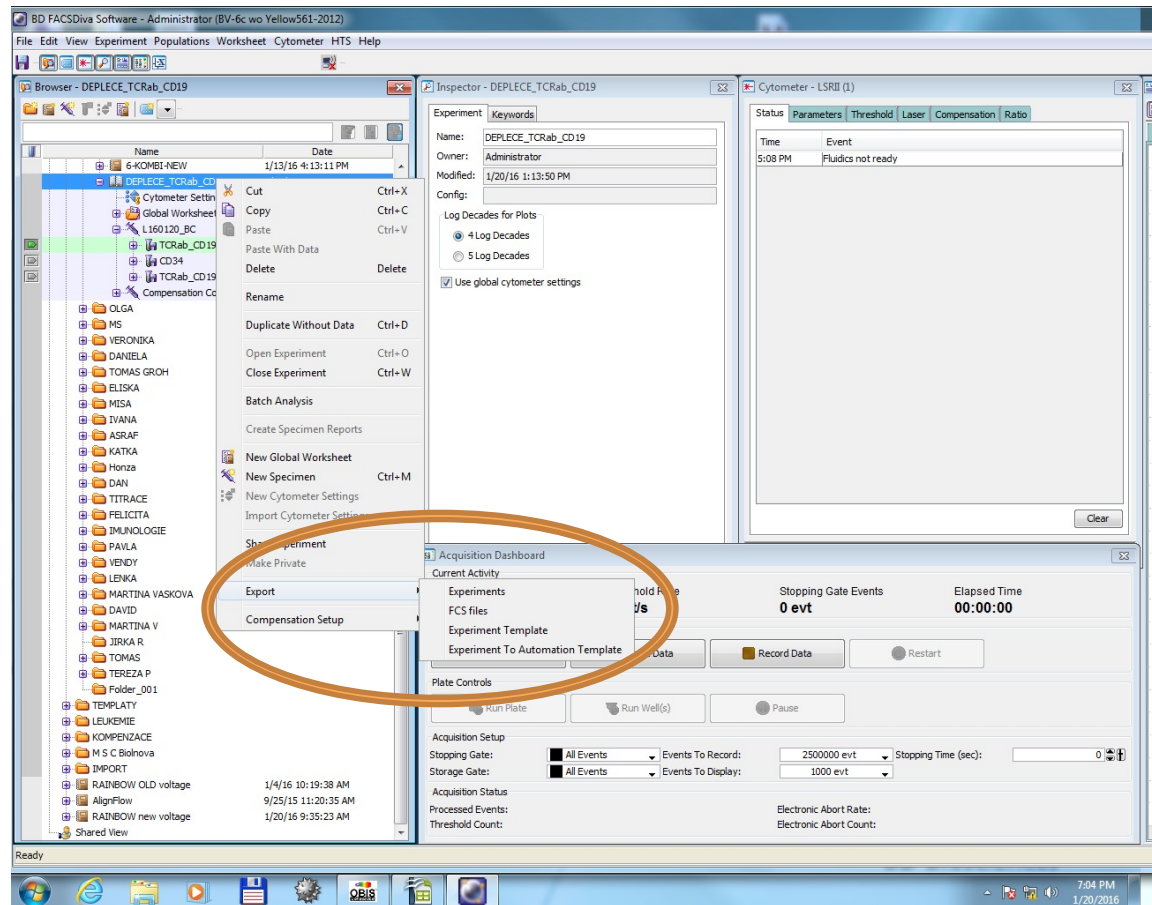 BD FACSDiva Software - Administrator (BV-6c wo Yellow561-2012)
File Edit View Experiment Populations Worksheet Cytometer HTS Help
Browser - DEPLECE_TCRab_CD19
Name Date
6-KOMBI-NEW 1/13/16 4:13:11 PM
DEPLECE_TCRab_CD
Cytometer Settin
Global Worksheet
L160120_BC
TCRab_CD19
CD34
TCRab_CD19
Compensation Co
OLGA
MS
VERONIKA
DANIELA
TOMAS GROH
ELISKA
MISA
IVANA
ASRAF
KATKA
Honza
DAN
TITRACE
FELICITA
IMUNOLOGIE
PAVLA
VENDY
LENKA
MARTINA VASKOVA
DAVID
MARTINA V
JIRKA R
TOMAS
TEREZA P
Folder_001
TEMPLATY
LEUKEMIE
KOMPENZACE
M S C Biolnova
IMPORT
RAINBOW OLD voltage 1/4/16 10:19:38 AM
AlignFlow 9/25/15 11:20:35 AM
RAINBOW new voltage 1/20/16 9:35:23 AM
Shared View
Cut Ctrl+X
Copy Ctrl+C
Paste Ctrl+V
Paste With Data
Delete Delete
Rename
Duplicate Without Data Ctrl+D
Open Experiment Ctrl+O
Close Experiment Ctrl+W
Batch Analysis
Create Specimen Reports
New Global Worksheet
New Specimen Ctrl+M
New Cytometer Settings
Import Cytometer Settings
Make Private
Export
Compensation Setup
Experiments
FCS files
Experiment Template
Experiment To Automation Template
Inspector - DEPLECE_TCRab_CD19
Experiment Keywords
Name: DEPLECE_TCRab_CD19
Owner: Administrator
Modified: 1/20/16 1:13:50 PM
Config:
Log Decades for Plots
4 Log Decades
5 Log Decades
Use global cytometer settings
Cytometer - LSRII (1)
Status Parameters Threshold Laser Compensation Ratio
Time Event
5:08 PM Fluidics not ready
Clear
Acquisition Dashboard
Current Activity
Stopping Gate Events Elapsed Time
0 evt 00:00:00
Data Record Data Restart
Plate Controls
Run Plate Run Well(s) Pause
Acquisition Setup
Stopping Gate: All Events Events To Record: 2500000 evt Stopping Time (sec): 0
Storage Gate: All Events Events To Display: 1000 evt
Acquisition Status
Processed Events: Electronic Abort Rate:
Threshold Count: Electronic Abort Count:
Ready
OBIS
7:04 PM
1/20/2016